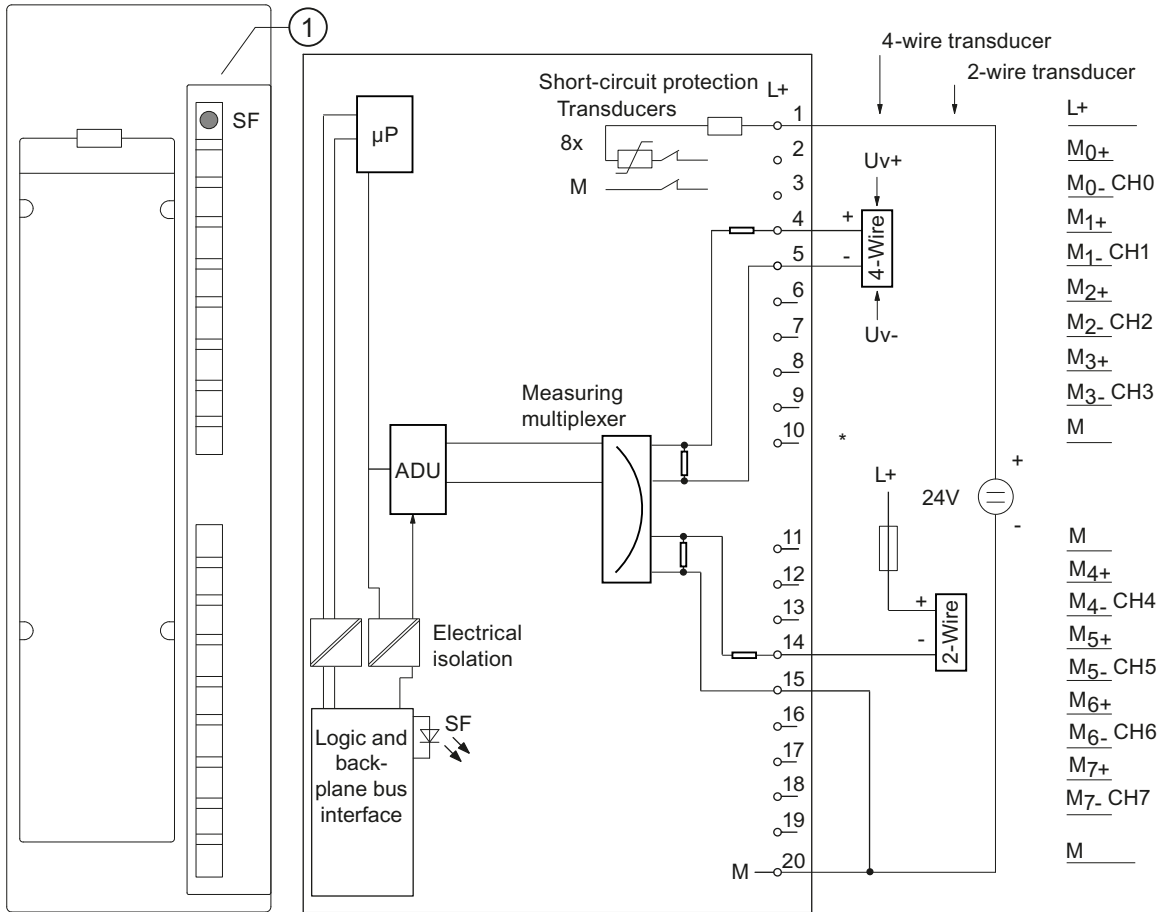 1
SF
4-wire transducer
2-wire transducer
Short-circuit protection
Transducers
L+
8x
M
µP
1
2
3
4
5
6
7
8
9
10
*
Uv+
+
4-Wire
-
Uv-
Measuring
multiplexer
ADU
L+
24V
+
-
+
-
2-Wire
11
12
13
14
15
16
17
18
19
M 20
Electrical
isolation
SF
Logic and
back-
plane bus
interface
L+
M0+
M0- CH0
M1+
M1- CH1
M2+
M2- CH2
M3+
M3- CH3
M
M
M4+
M4- CH4
M5+
M5- CH5
M6+
M6- CH6
M7+
M7- CH7
M